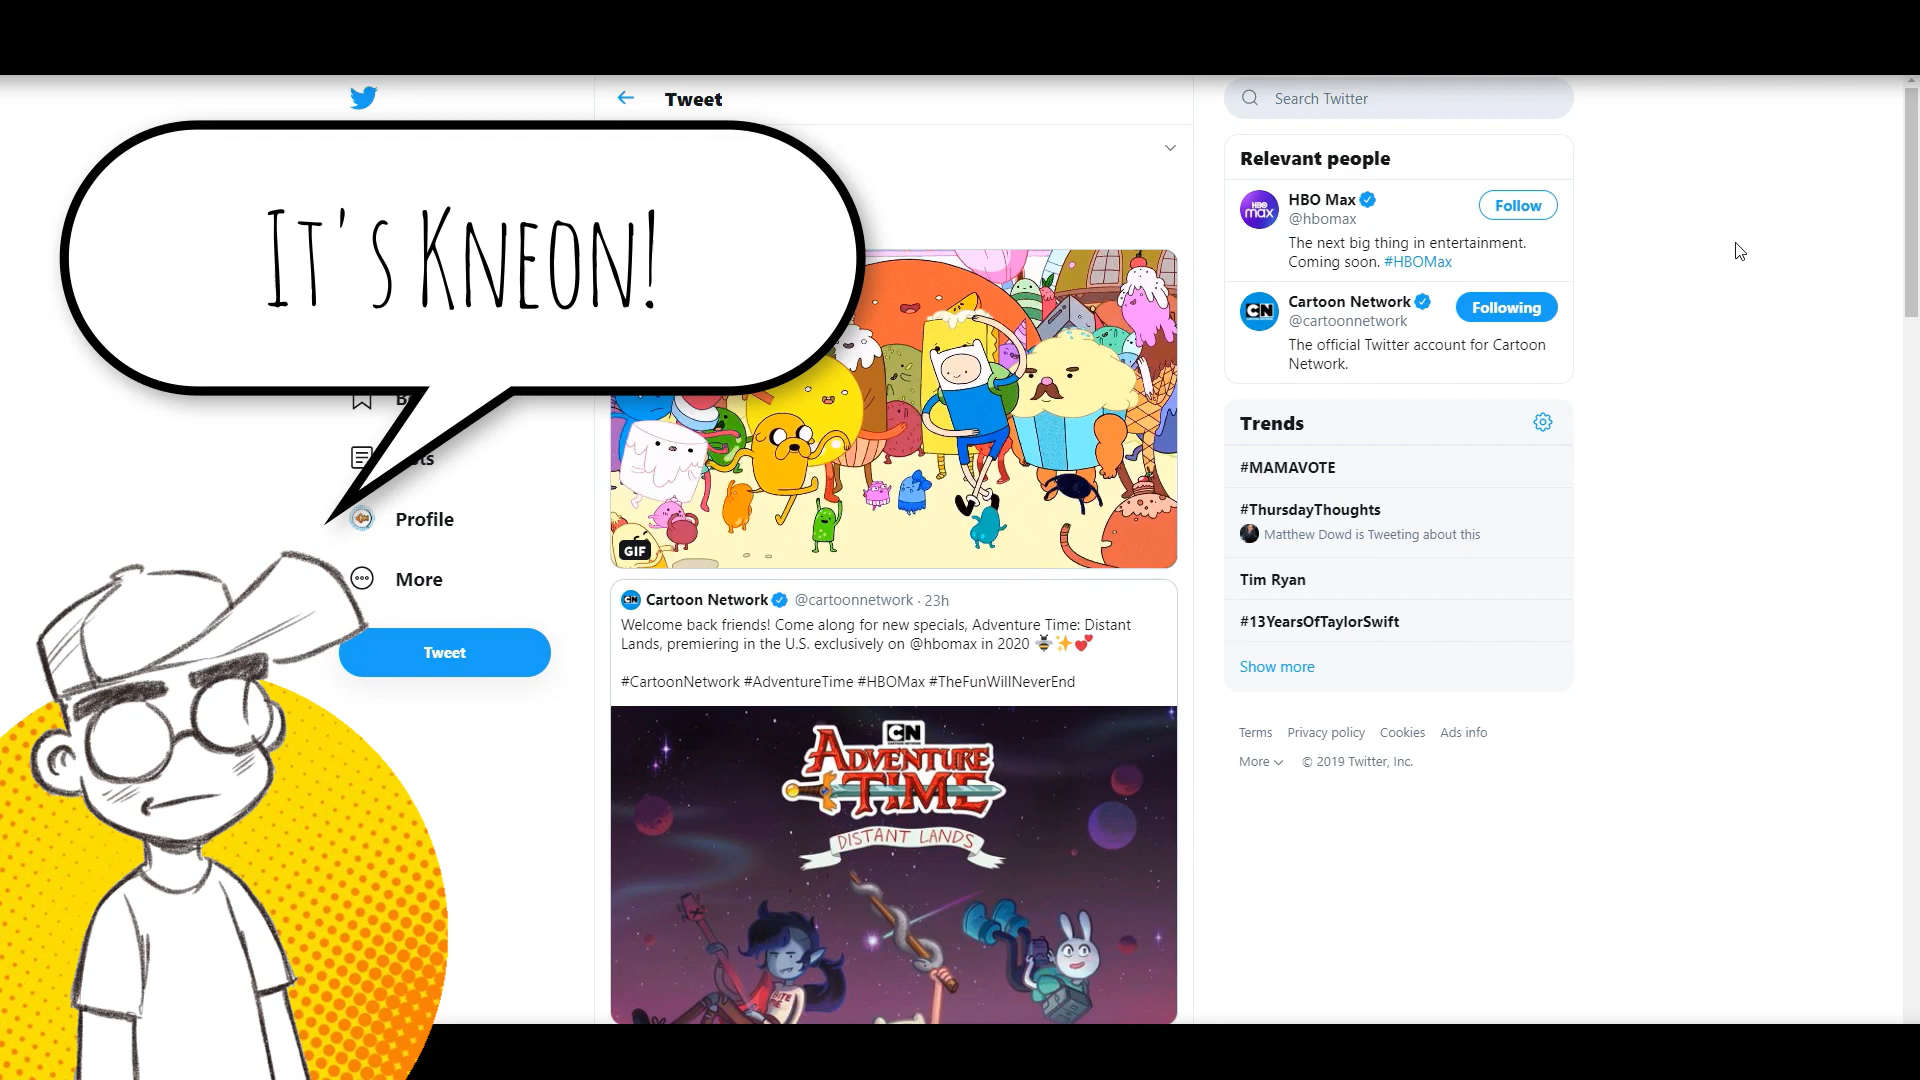 Tweet
Search Twitter
It's Kneon!
Relevant people
HBO Max
@hbomax
Follow
The next big thing in entertainment.
Coming soon. #HBOMax
Cartoon Network
@cartoonnetwork
Following
The official Twitter account for Cartoon
Network.
Profile
More
Tweet
GIF
Cartoon Network @cartoonnetwork · 23h
Welcome back friends! Come along for new specials, Adventure Time: Distant
Lands, premiering in the U.S. exclusively on @hbomax in 2020 🐝✨💕
#CartoonNetwork #AdventureTime #HBOMax #TheFunWillNeverEnd
CN
ADVENTURE
TIME
DISTANT LANDS
BITE
ME
Trends
#MAMAVOTE
#ThursdayThoughts
Matthew Dowd is Tweeting about this
Tim Ryan
#13YearsOfTaylorSwift
Show more
Terms Privacy policy Cookies Ads info
More © 2019 Twitter, Inc.